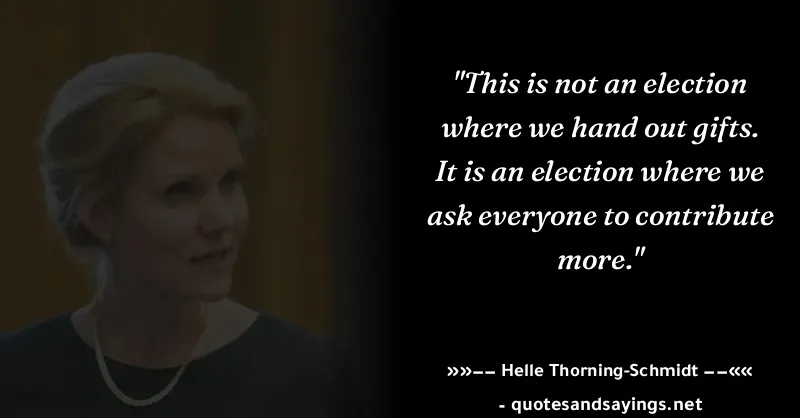 "This is not an election
where we hand out gifts.
It is an election where we
ask everyone to contribute
more."
»»−− Helle Thorning-Schmidt −−««
- quotesandsayings.net